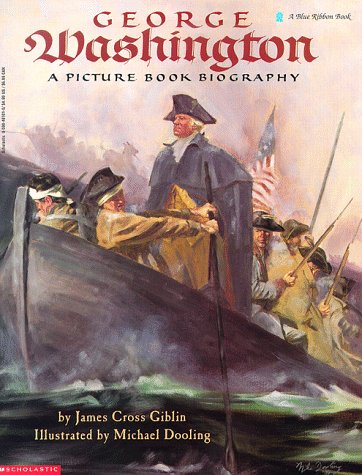 A Blue Ribbon Book
GEORGE
Washington
A PICTURE BOOK BIOGRAPHY
by James Cross Giblin
Illustrated by Michael Dooling
SCHOLASTIC